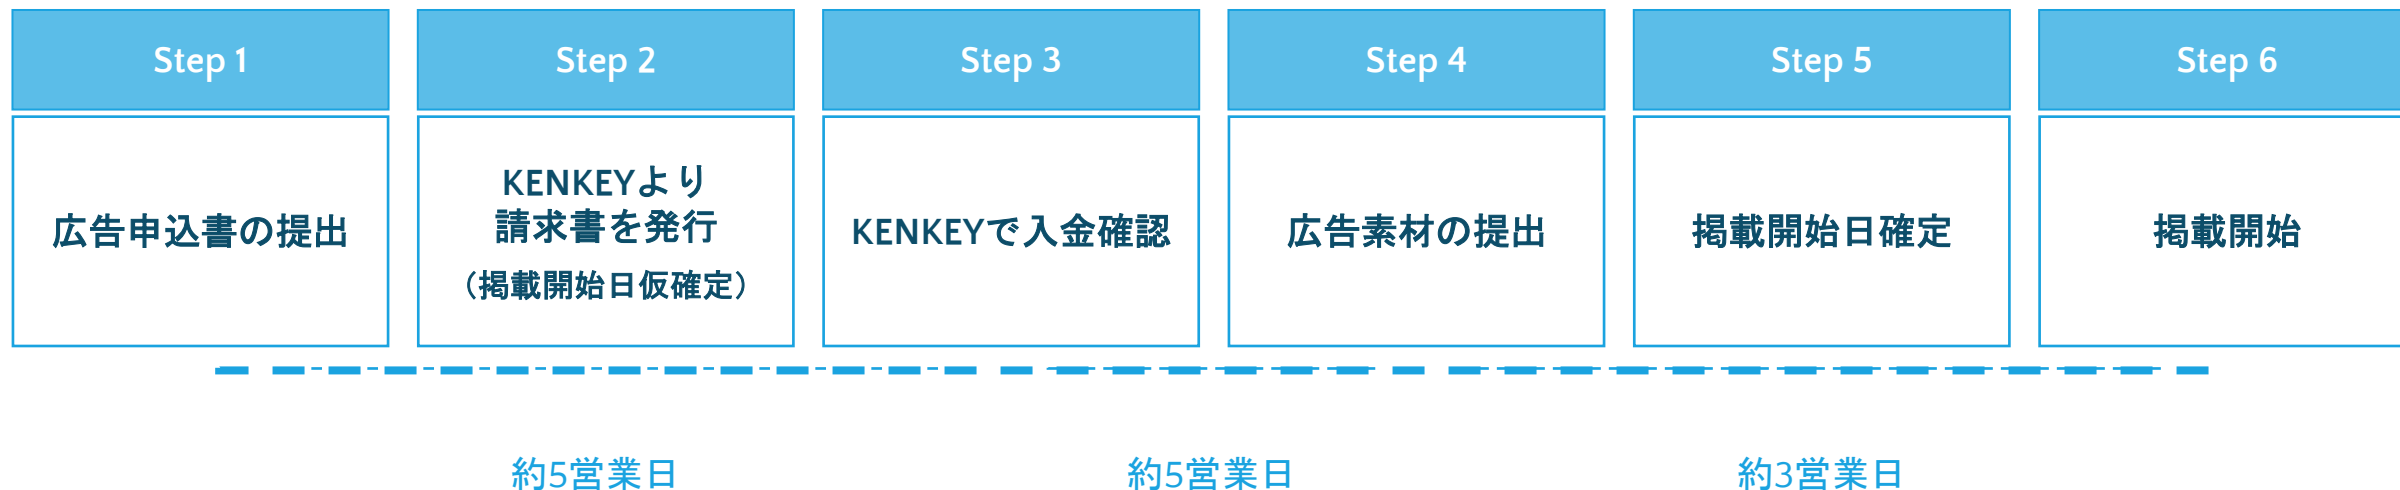 Step 1
広告申込書の提出
Step 2
KENKEYより
請求書を発行
（掲載開始日仮確定）
Step 3
KENKEYで入金確認
Step 4
広告素材の提出
Step 5
掲載開始日確定
Step 6
掲載開始
約5営業日
約5営業日
約3営業日